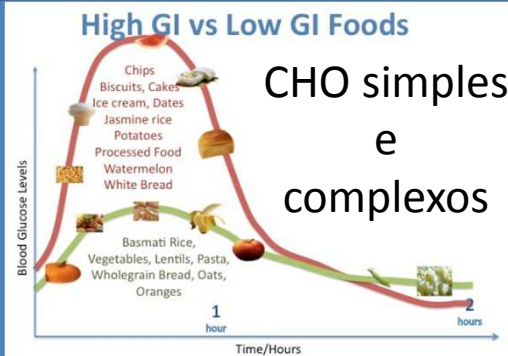 High GI vs Low GI Foods
Chips
Biscuits, Cakes
Ice cream, Dates
Jasmine rice
Potatoes
Processed Food
Watermelon
White Bread
CHO simples
e
complexos
Blood Glucose Levels
Basmati Rice,
Vegetables, Lentils, Pasta,
Wholegrain Bread, Oats,
Oranges
1
hour
2
hours
Time/Hours